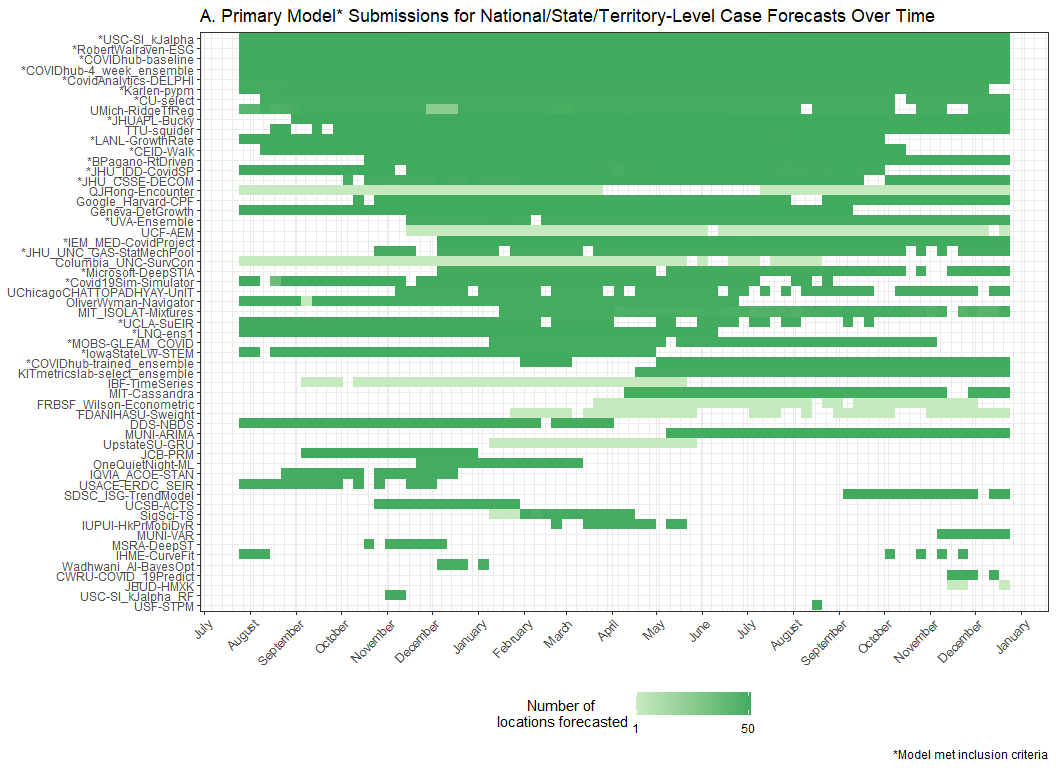 A. Primary Model* Submissions for National/State/Territory-Level Case Forecasts Over Time
*USC-SI_kJalpha
*RobertWalraven-ESG
*COVIDhub-baseline
*COVIDhub-4_week_ensemble
*CovidAnalytics-DELPHI
*Karlen-pypm
*CU-select
UMich-RidgeTfReg
*JHUAPL-Bucky
TTU-squider
*LANL-GrowthRate
*CEID-Walk
*BPagano-RtDriven
*JHU_IDD-CovidSP
*JHU_CSSE-DECOM
QJHong-Encounter
Google_Harvard-CPF
Geneva-DetGrowth
*UVA-Ensemble
UCF-AEM
*IEM_MED-CovidProject
*JHU_UNC_GAS-StatMechPool
Columbia_UNC-SurvCon
*Microsoft-DeepSTIA
*Covid19Sim-Simulator
UChicagoCHATTOPADHYAY-UnIT
OliverWyman-Navigator
MIT_ISOLAT-Mixtures
*UCLA-SuEIR
*LNQ-ens1
*MOBS-GLEAM_COVID
*IowaStateLW-STEM
*COVIDhub-trained_ensemble
KITmetricslab-select_ensemble
IBF-TimeSeries
MIT-Cassandra
FRBSF_Wilson-Econometric
FDANIHASU-Sweight
DDS-NBDS
MUNI-ARIMA
UpstateSU-GRU
JCB-PRM
OneQuietNight-ML
IQVIA_ACOE-STAN
USACE-ERDC_SEIR
SDSC_ISG-TrendModel
UCSB-ACTS
SigSci-TS
IUPUI-HkPrMobiDyR
MUNI-VAR
MSRA-DeepST
IHME-CurveFit
Wadhwani_AI-BayesOpt
CWRU-COVID_19Predict
JBUD-HMXK
USC-SI_kJalpha_RF
USF-STPM
July August September October November December January February March April May June July August September October November December January
Number of
locations forecasted
1 50
*Model met inclusion criteria